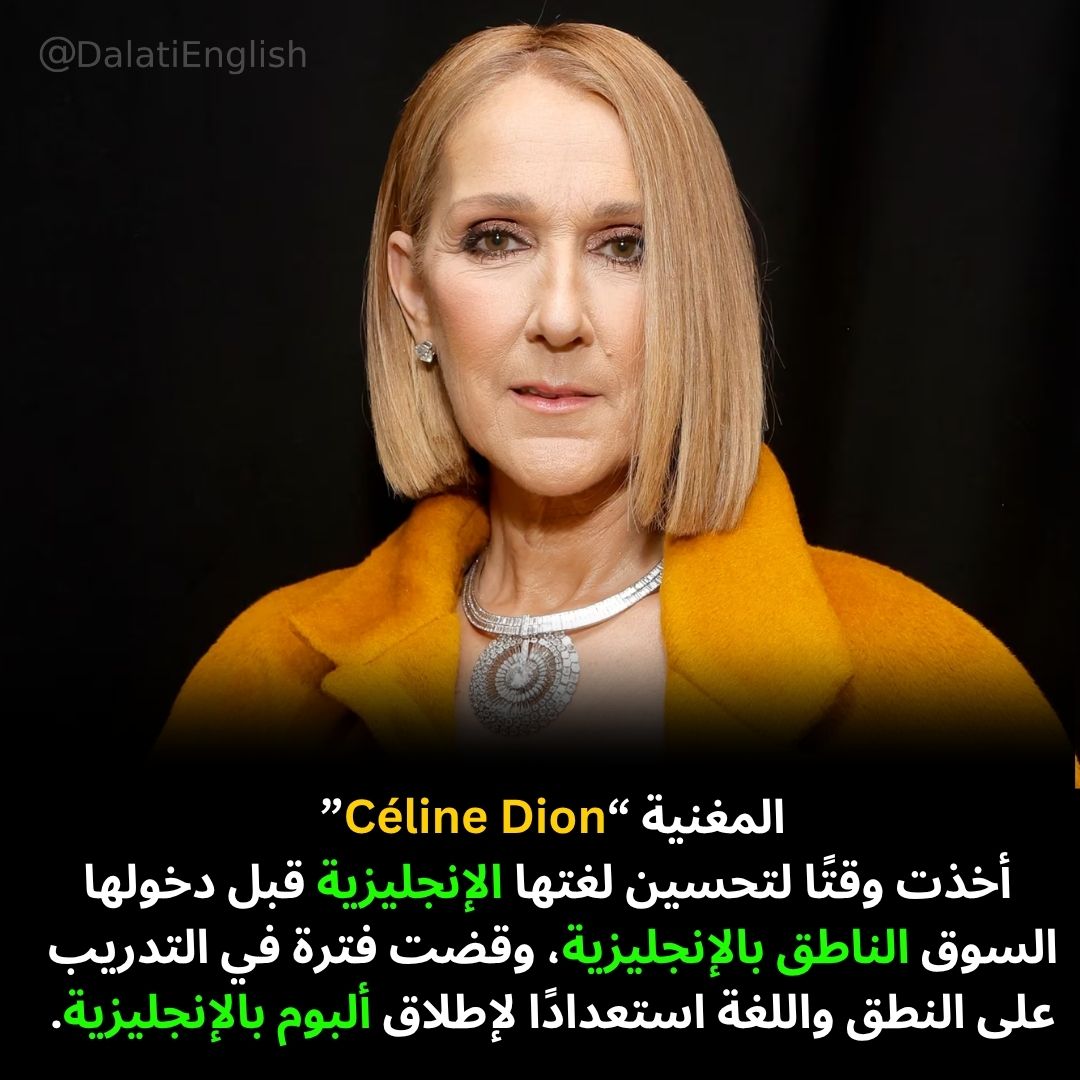 @DalatiEnglish
المغنية “Céline Dion”
أخذت وقتًا لتحسين لغتها الإنجليزية قبل دخولها
السوق الناطق بالإنجليزية، وقضت فترة في التدريب
على النطق واللغة استعدادًا لإطلاق ألبوم بالإنجليزية.